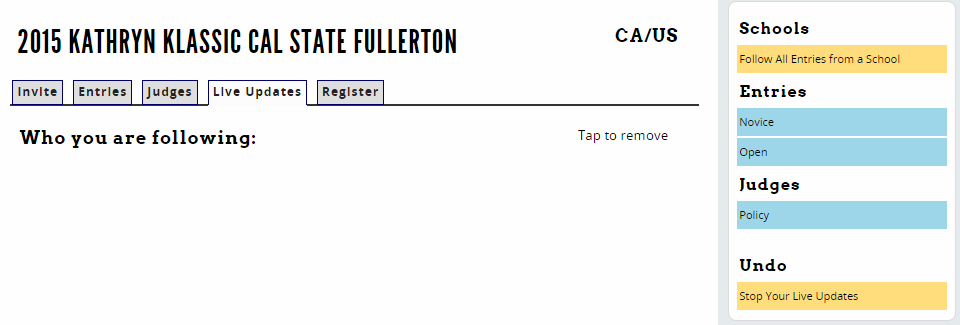 2015 KATHRYN KLASSIC CAL STATE FULLERTON
CA/US
Invite Entries Judges Live Updates Register
Who you are following:
Tap to remove
Schools
Follow All Entries from a School
Entries
Novice
Open
Judges
Policy
Undo
Stop Your Live Updates